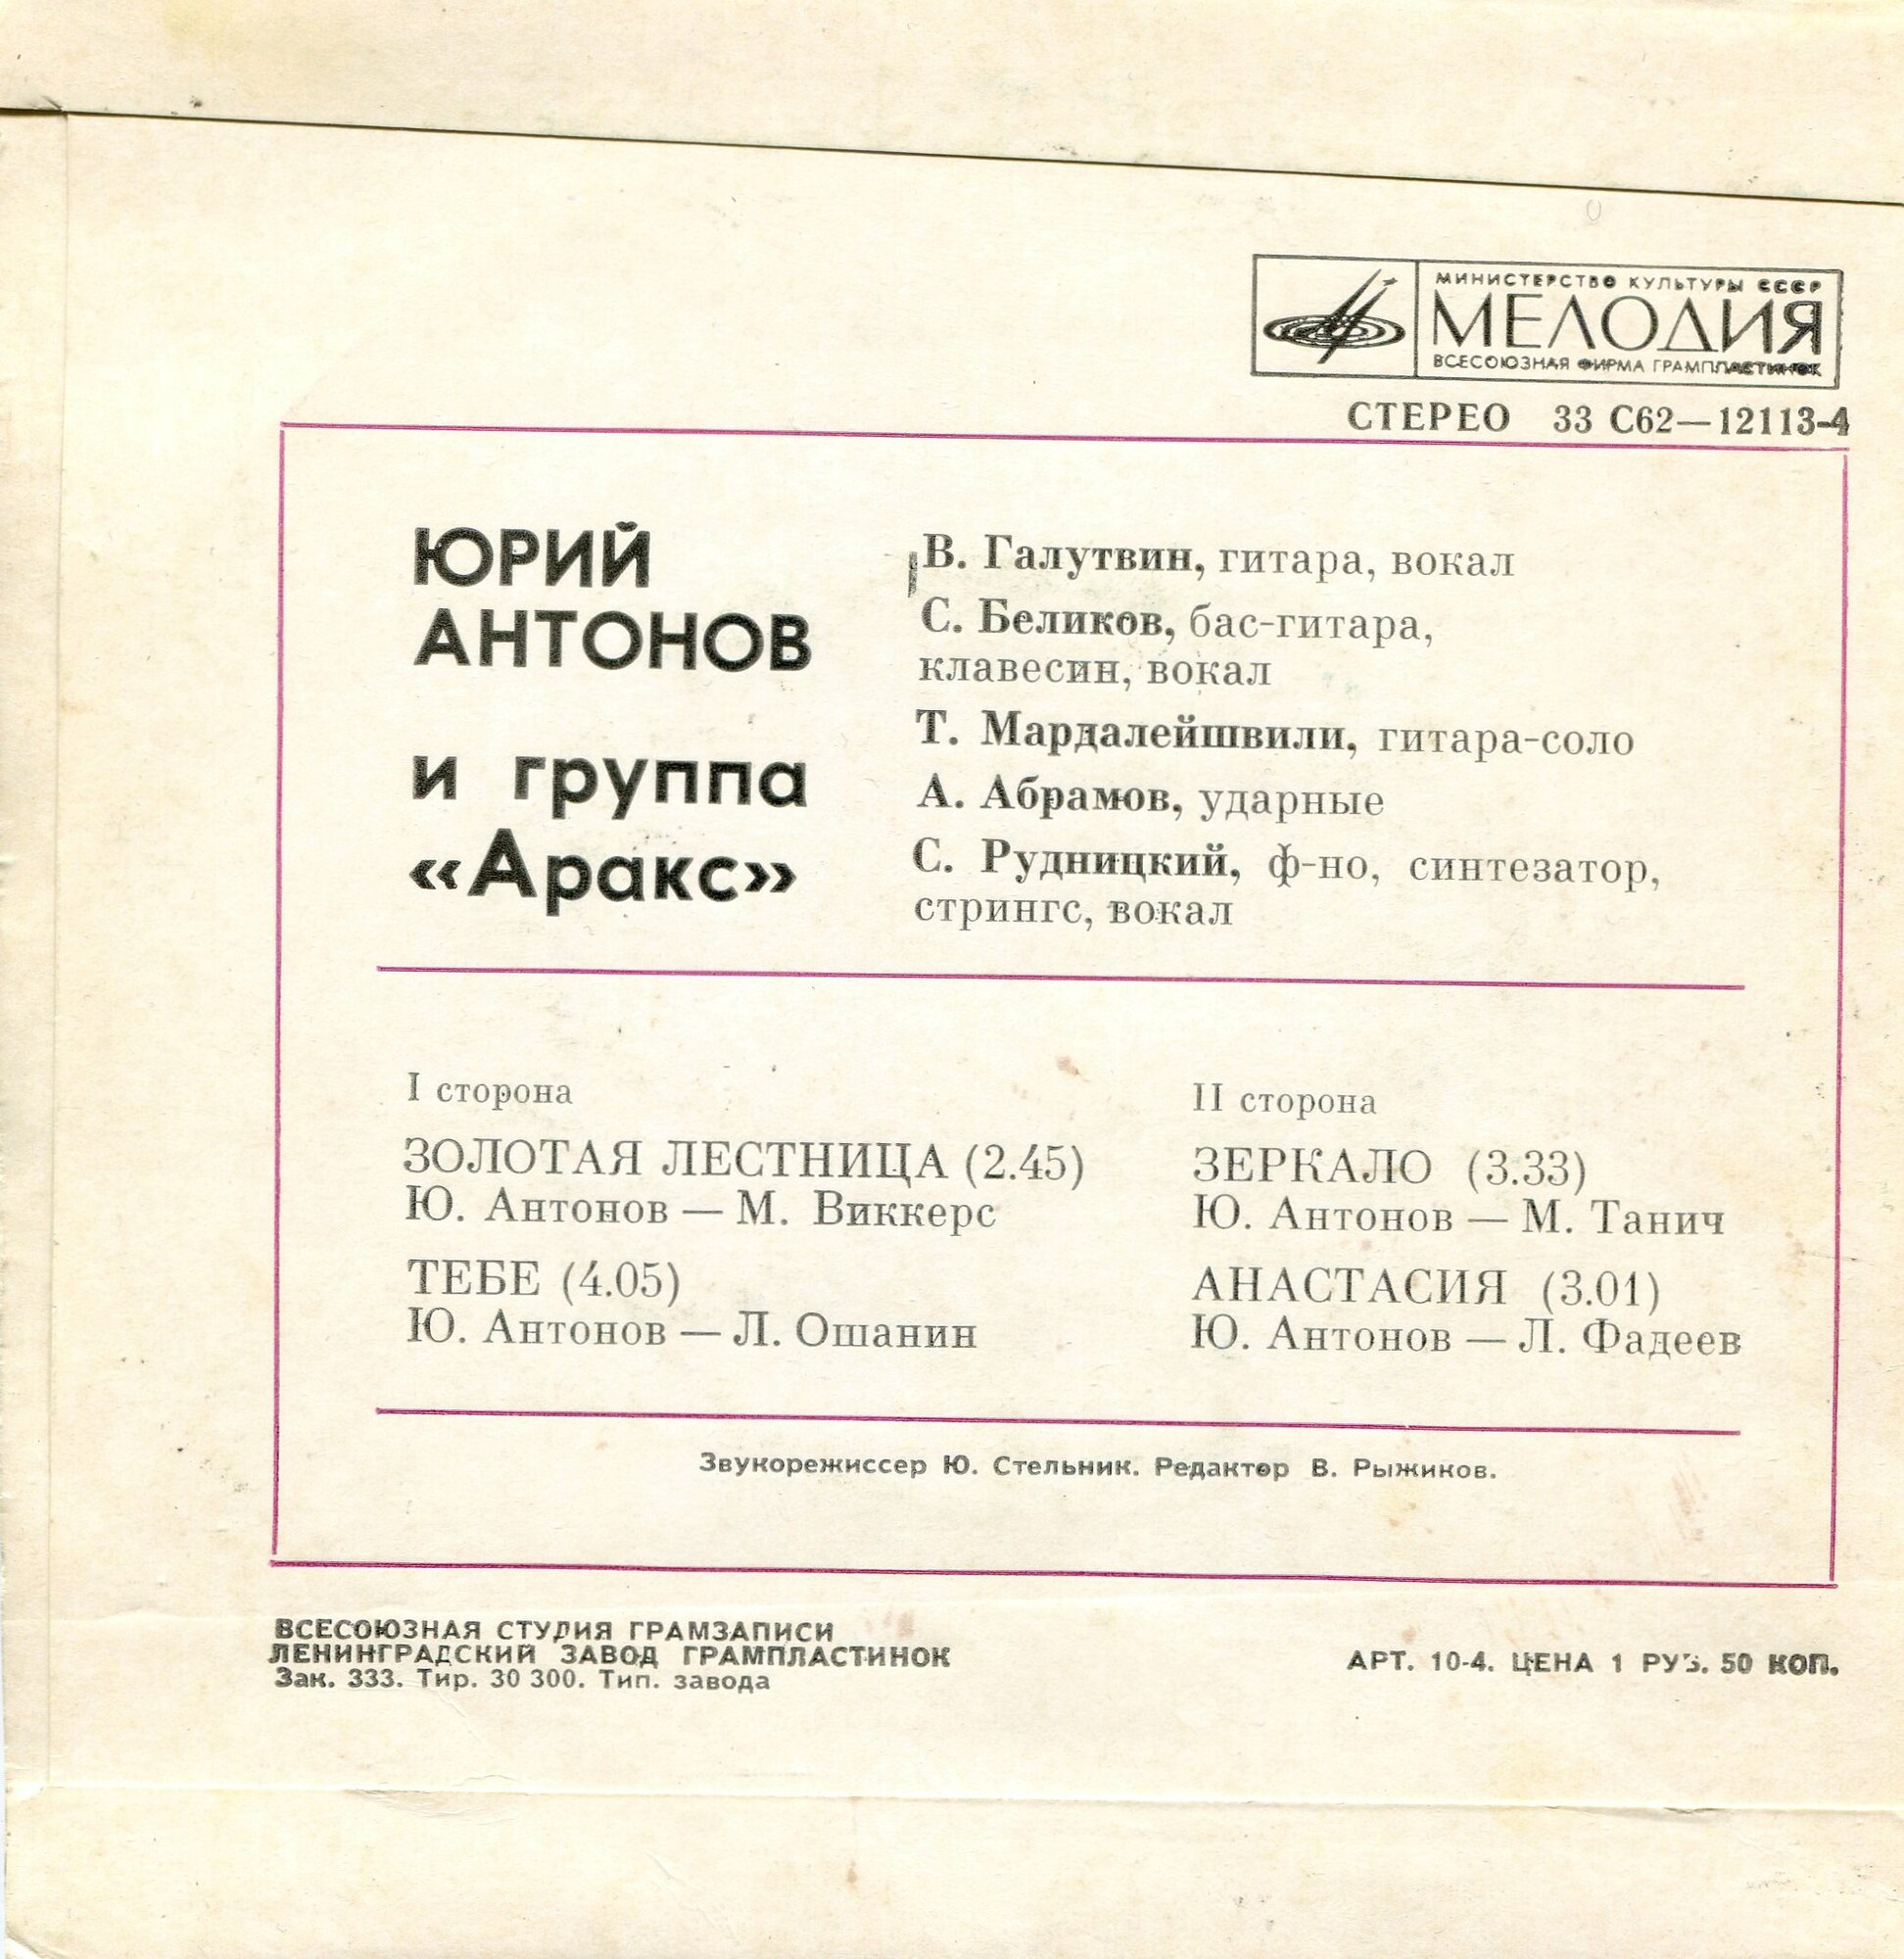 МИНИСТЕРСТВО КУЛЬТУРЫ СССР
МЕЛОДИЯ
ВСЕСОЮЗНАЯ ФИРМА ГРАМПЛАСТИНОК
СТЕРЕО 33 С62—12113-4
ЮРИЙ
АНТОНОВ
и группа
«Аракс»
В. Галутвин, гитара, вокал
С. Беликов, бас-гитара,
клавесин, вокал
Т. Мардалейшвили, гитара-соло
А. Абрамов, ударные
С. Рудницкий, ф-но, синтезатор,
стрингс, вокал
I сторона
ЗОЛОТАЯ ЛЕСТНИЦА (2.45)
Ю. Антонов — М. Виккерс
ТЕБЕ (4.05)
Ю. Антонов — Л. Ошанин
II сторона
ЗЕРКАЛО (3.33)
Ю. Антонов — М. Танич
АНАСТАСИЯ (3.01)
Ю. Антонов — Л. Фадеев
Звукорежиссер Ю. Стельник. Редактор В. Рыжиков.
ВСЕСОЮЗНАЯ СТУДИЯ ГРАМЗАПИСИ
ЛЕНИНГРАДСКИЙ ЗАВОД ГРАМПЛАСТИНОК
Зак. 333. Тир. 30 300. Тип. завода
АРТ. 10-4. ЦЕНА 1 РУБ. 50 КОП.